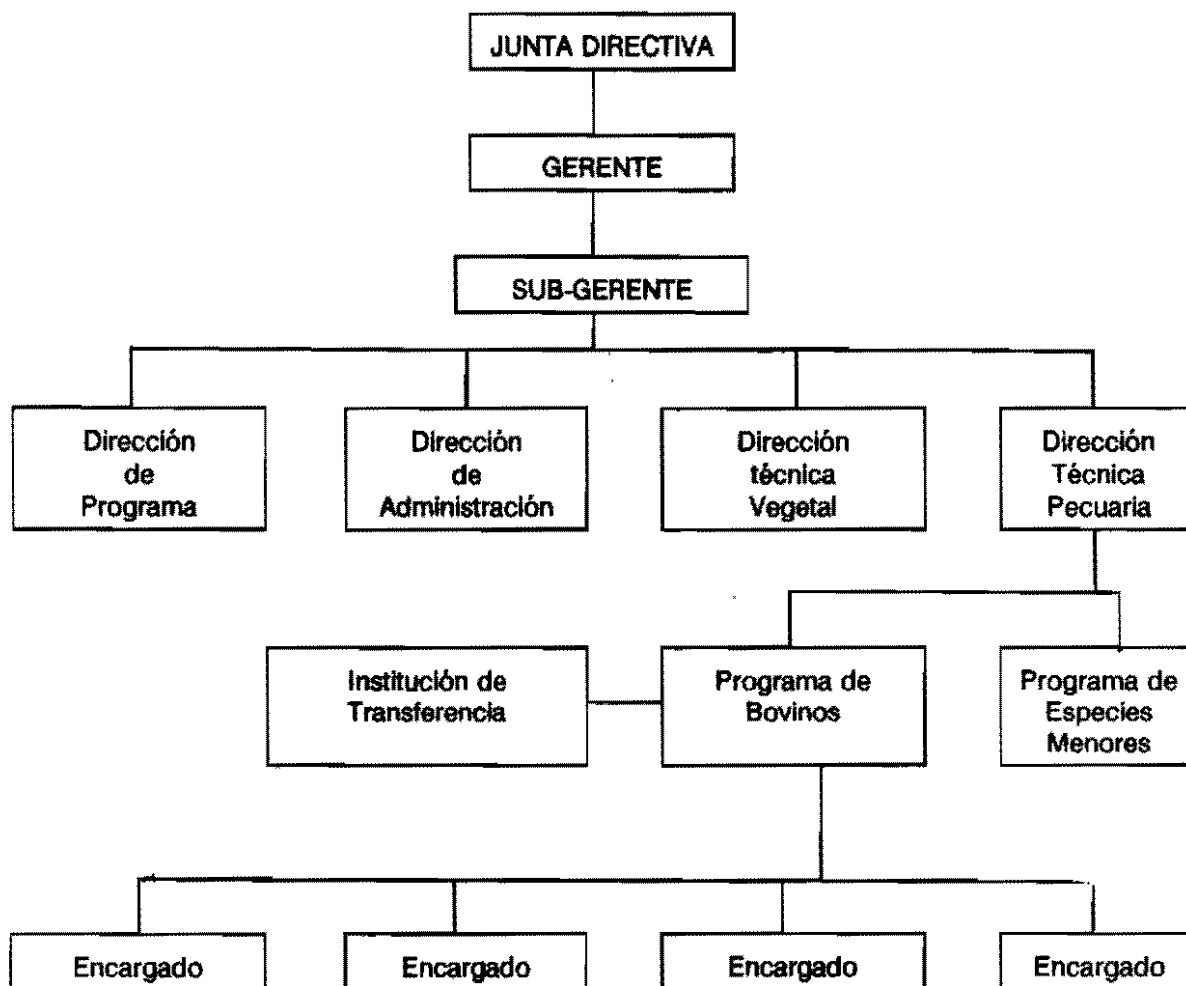 JUNTA DIRECTIVA
GERENTE
SUB-GERENTE
Dirección
de
Programa
Dirección
de
Administración
Dirección
técnica
Vegetal
Dirección
Técnica
Pecuaria
Institución de
Transferencia
Programa de
Bovinos
Programa de
Especies
Menores
Encargado
Encargado
Encargado
Encargado